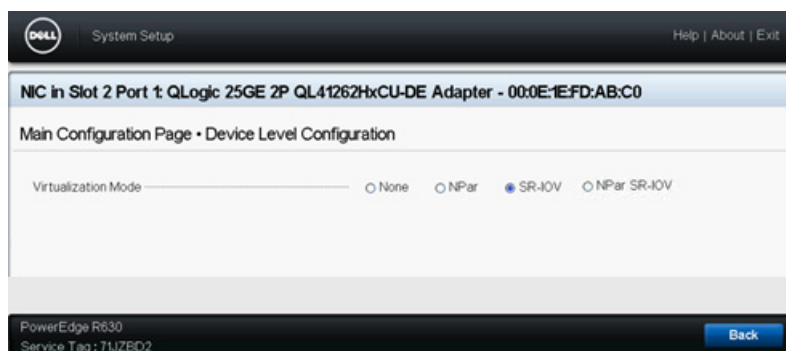 DELL
System Setup
Help | About | Exit
NIC in Slot 2 Port 1: QLogic 25GE 2P QL41262HxCU-DE Adapter - 00:0E:1E:FD:AB:C0
Main Configuration Page • Device Level Configuration
Virtualization Mode None NPar SR-IOV NPar SR-IOV
PowerEdge R630
Service Tag : 71JZBD2
Back